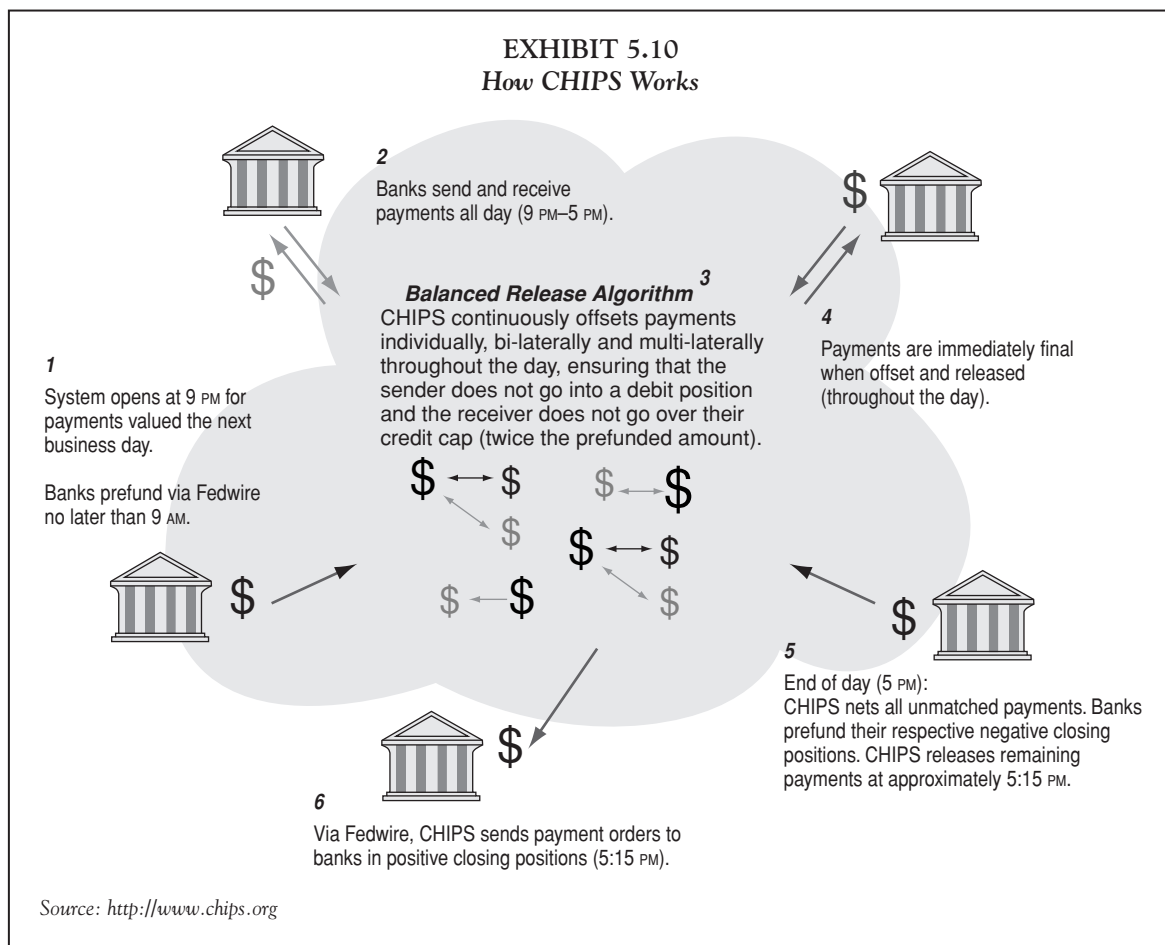 EXHIBIT 5.10
How CHIPS Works
1
System opens at 9 PM for
payments valued the next
business day.
Banks prefund via Fedwire
no later than 9 AM.
$
2
Banks send and receive
payments all day (9 PM–5 PM).
$
Balanced Release Algorithm 3
CHIPS continuously offsets payments
individually, bi-laterally and multi-laterally
throughout the day, ensuring that the
sender does not go into a debit position
and the receiver does not go over their
credit cap (twice the prefunded amount).
$ $ $ $
$
$ $
$ $ $
$
4
Payments are immediately final
when offset and released
(throughout the day).
$
5
End of day (5 PM):
CHIPS nets all unmatched payments. Banks
prefund their respective negative closing
positions. CHIPS releases remaining
payments at approximately 5:15 PM.
$
6
Via Fedwire, CHIPS sends payment orders to
banks in positive closing positions (5:15 PM).
Source: http://www.chips.org